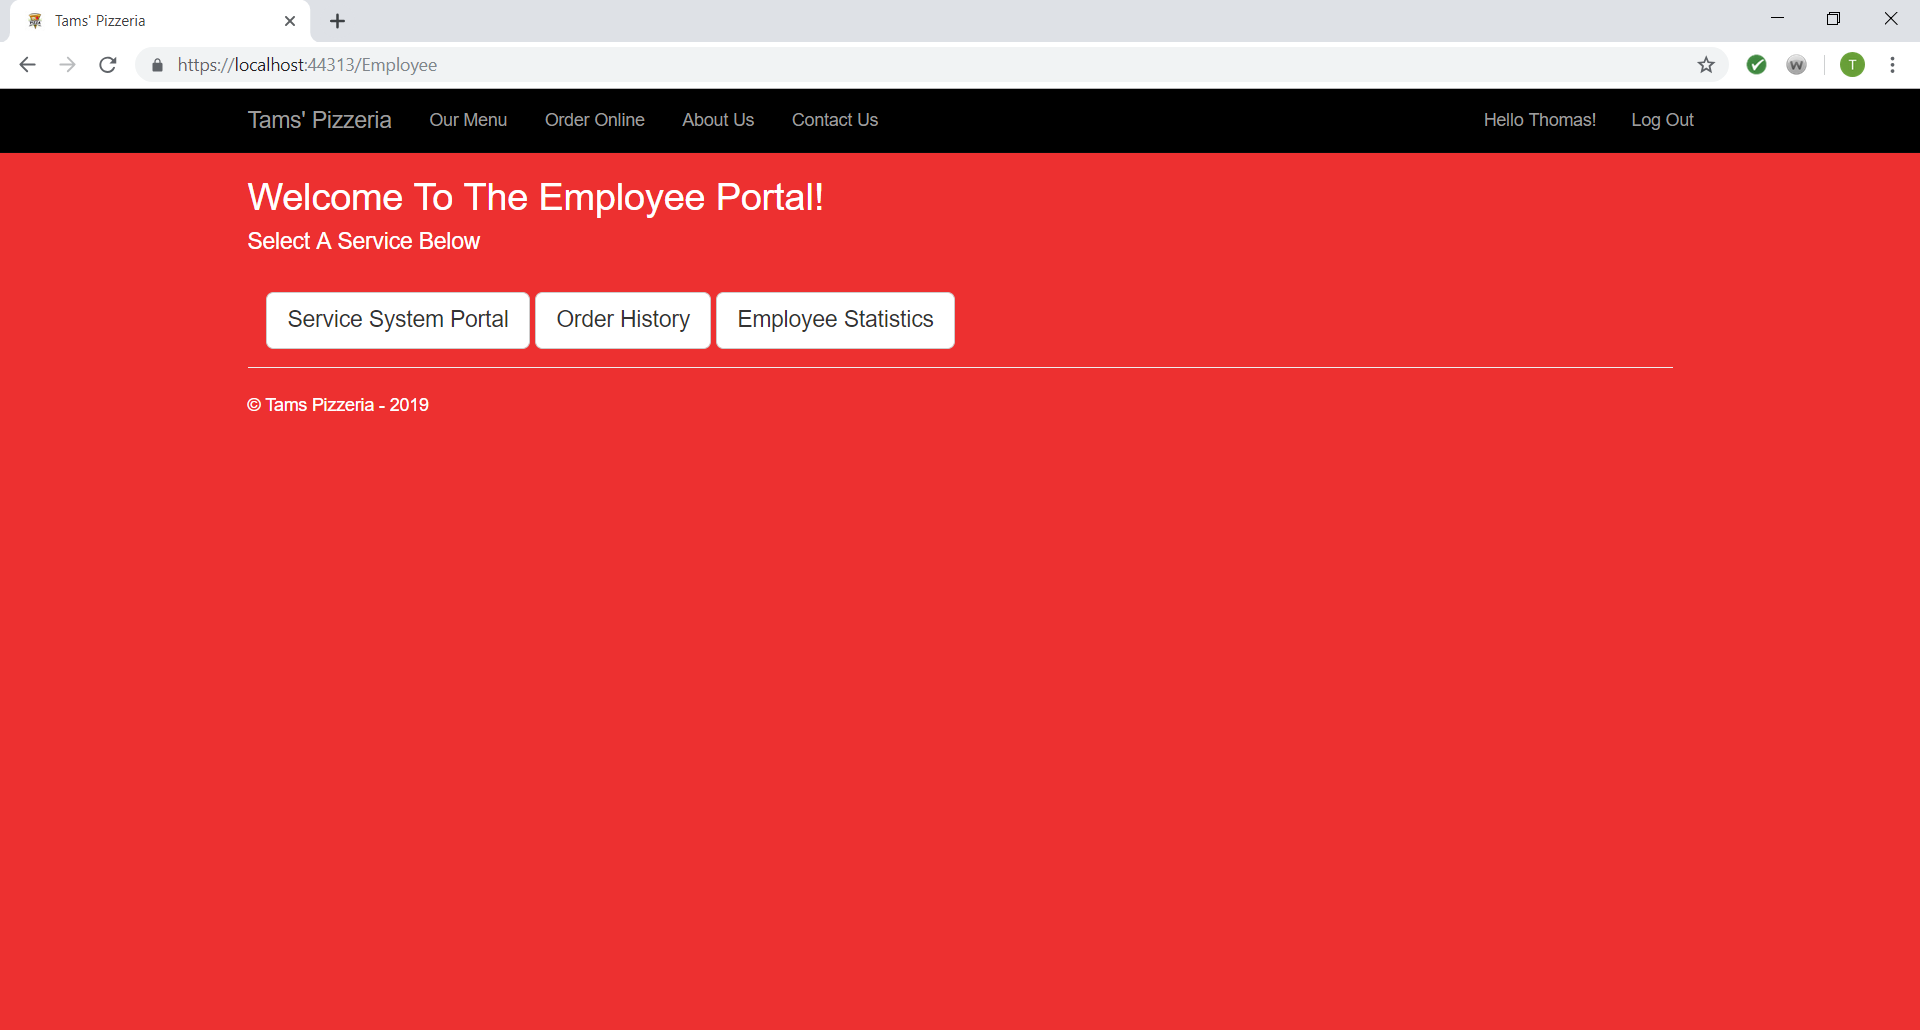 Tams' Pizzeria
https://localhost:44313/Employee
W
T
Tams' Pizzeria Our Menu Order Online About Us Contact Us Hello Thomas! Log Out
Welcome To The Employee Portal!
Select A Service Below
Service System Portal Order History Employee Statistics
© Tams Pizzeria - 2019